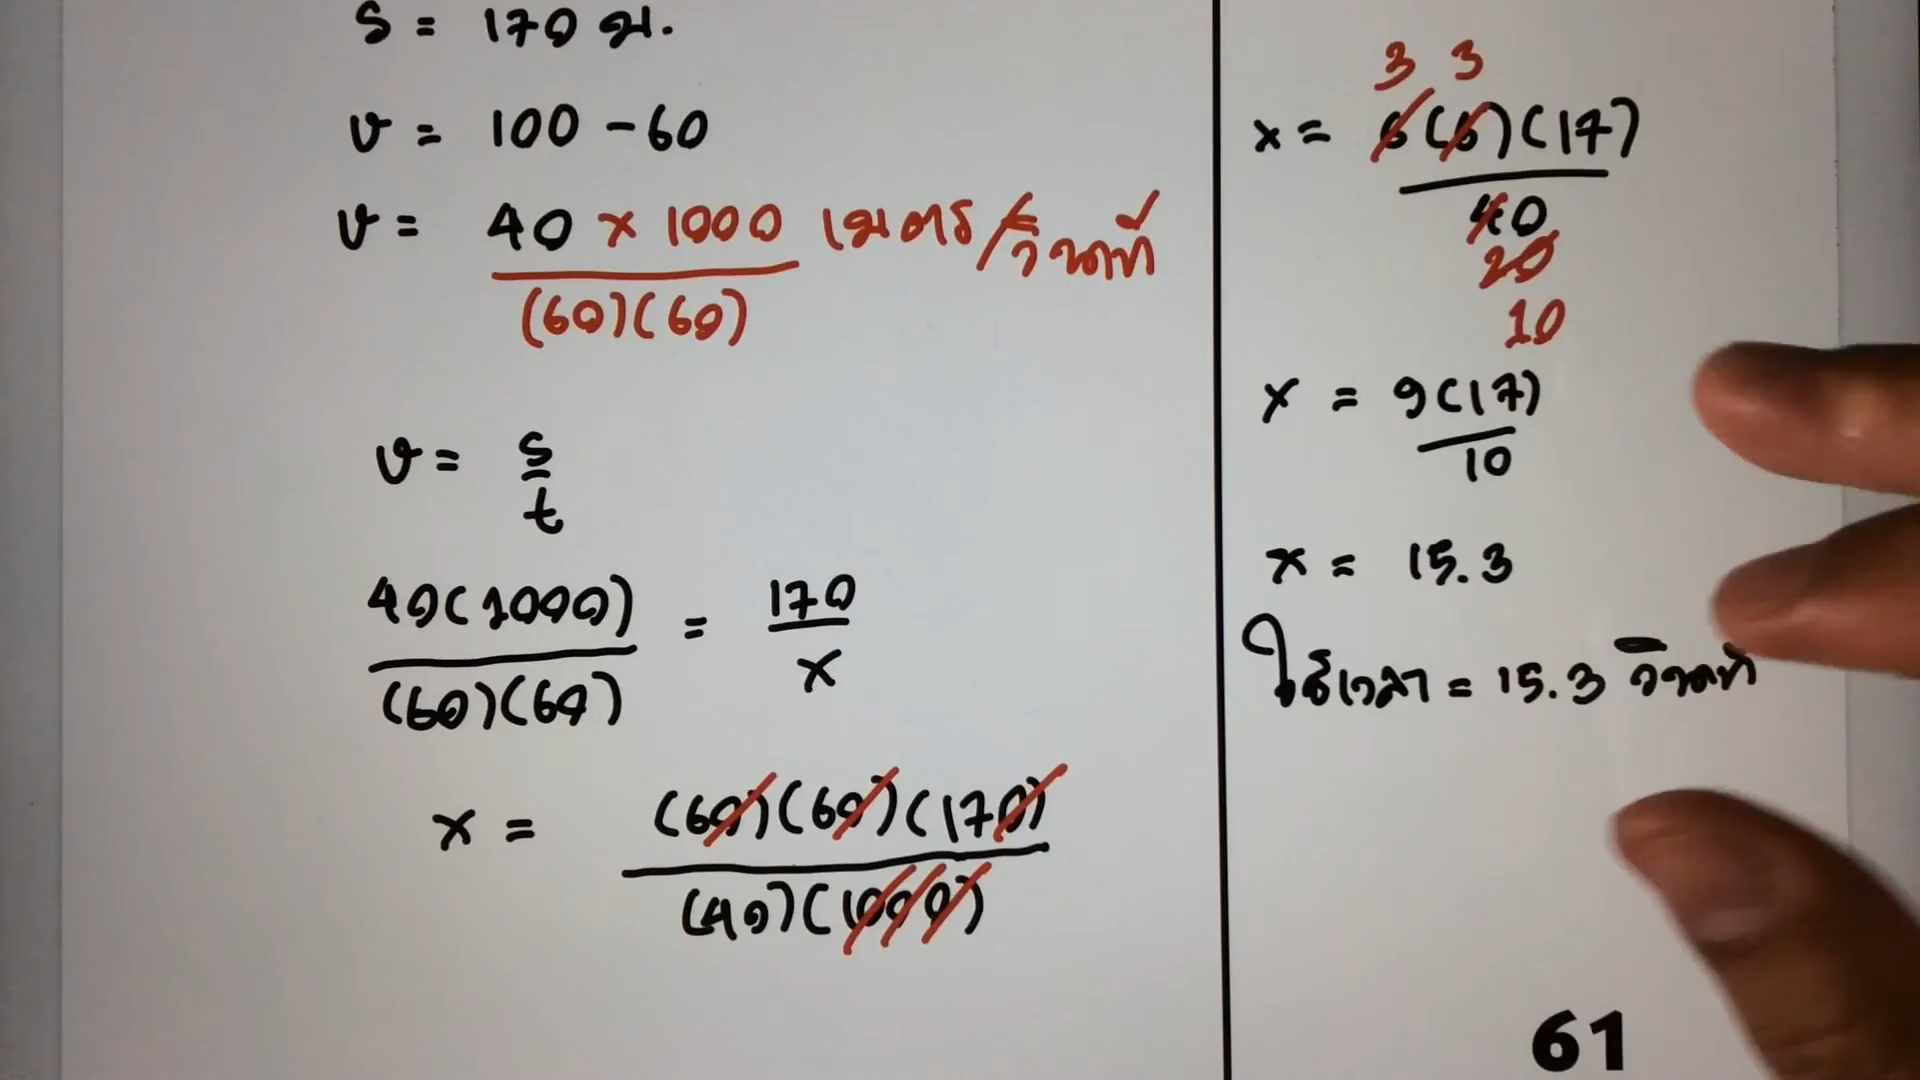 s = 170 ม.
v = 100 - 60
v = 40 x 1000 เมตร/วินาที
(60)(60)
v = s
t
40(1000) = 170
(60)(60) x
x = (60)(60)(170)
(40)(1000)
3 3
x = 6(6)(17)
40
20
10
x = 9(17)
10
x = 15.3
ใช้เวลา = 15.3 วินาที
61